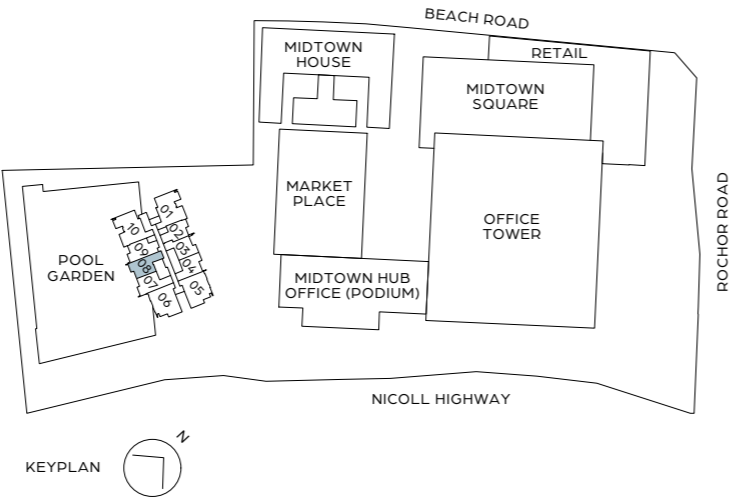 BEACH ROAD
RETAIL
MIDTOWN
HOUSE
MIDTOWN
SQUARE
MARKET
PLACE
OFFICE
TOWER
ROCHOR ROAD
POOL
GARDEN
01
02
03
04
05
06
07
08
09
10
MIDTOWN HUB
OFFICE (PODIUM)
NICOLL HIGHWAY
KEYPLAN
N